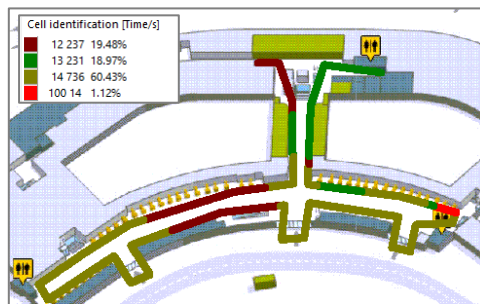 Cell identification [Time/s]
12 237 19.48%
13 231 18.97%
14 736 60.43%
100 14 1.12%